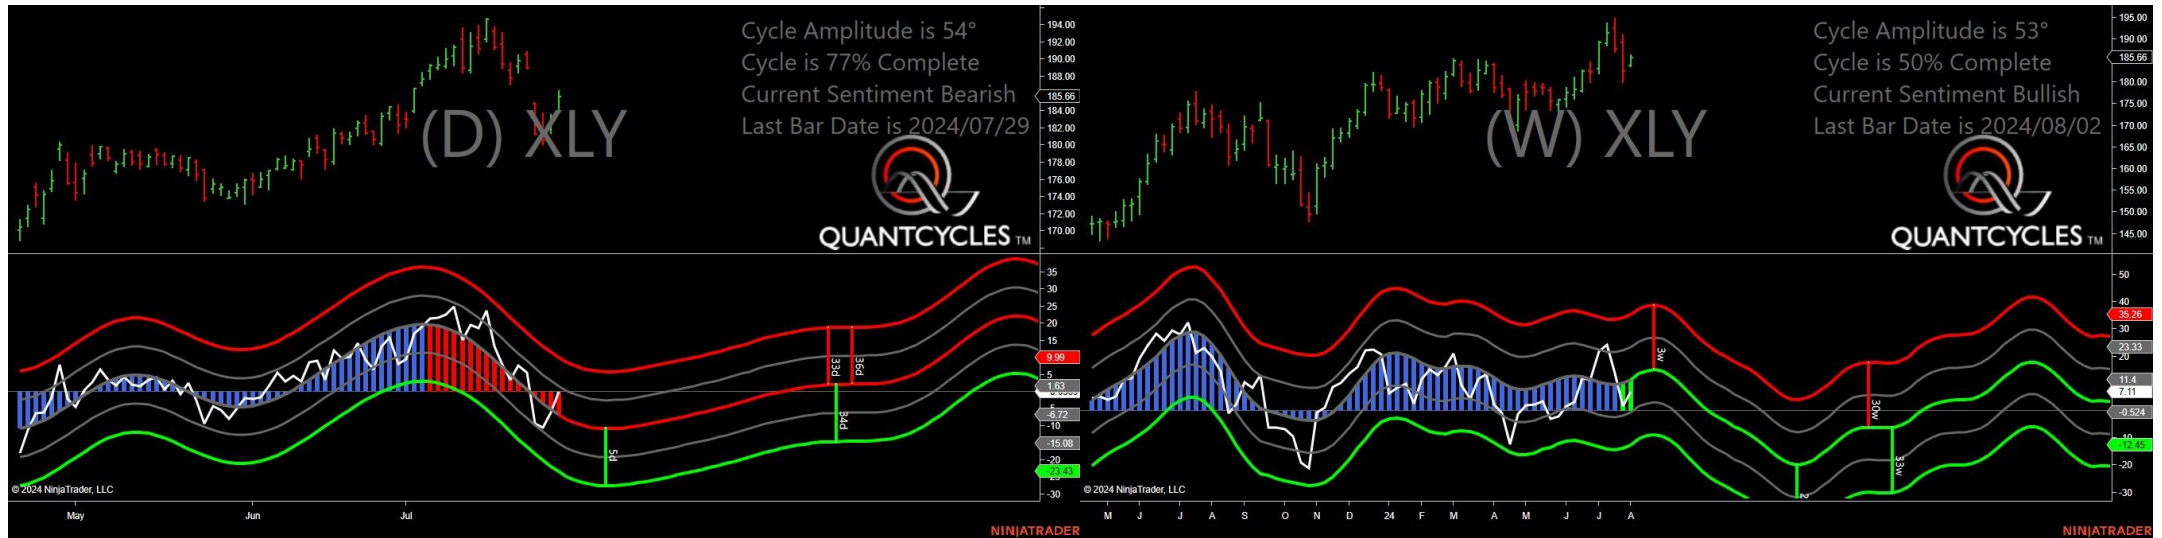 Cycle Amplitude is 54°
Cycle is 77% Complete
Current Sentiment Bearish
Last Bar Date is 2024/07/29
(D) XLY
QUANTCYCLES TM
194.00
192.00
190.00
188.00
185.66
184.00
182.00
180.00
178.00
176.00
174.00
172.00
170.00
35
30
25
20
15
9.99
5
1.63
-6.72
-10
-15.08
-20
-23.43
-30
33d
36d
34d
5d
© 2024 NinjaTrader, LLC
May
Jun
Jul
NINJATRADER
Cycle Amplitude is 53°
Cycle is 50% Complete
Current Sentiment Bullish
Last Bar Date is 2024/08/02
(W) XLY
QUANTCYCLES TM
195.00
190.00
185.66
180.00
175.00
170.00
165.00
160.00
155.00
150.00
145.00
50
40
35.26
30
23.33
20
11.4
7.11
-0.524
-12.45
-20
-30
3w
30w
33w
© 2024 NinjaTrader, LLC
M J J A S O N D 24 F M A M J J A
NINJATRADER